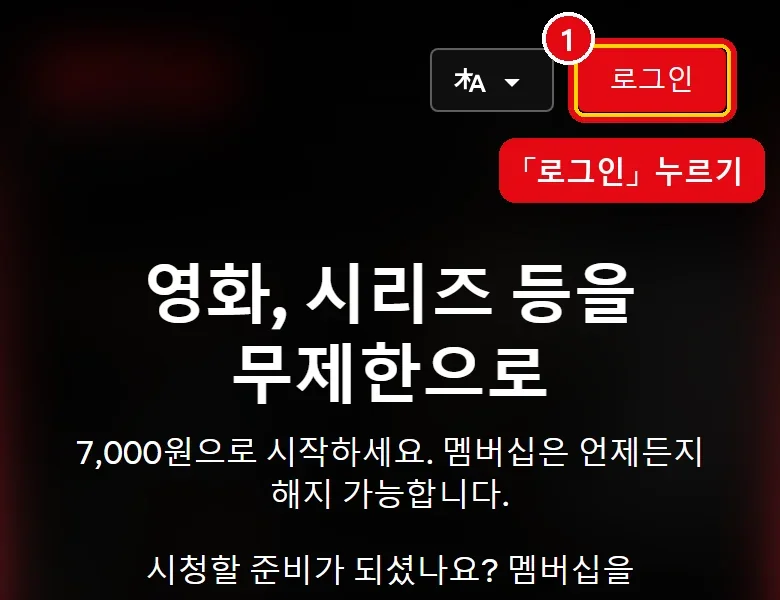 1
로그인
「로그인」 누르기
영화, 시리즈 등을
무제한으로
7,000원으로 시작하세요. 멤버십은 언제든지
해지 가능합니다.
시청할 준비가 되셨나요? 멤버십을